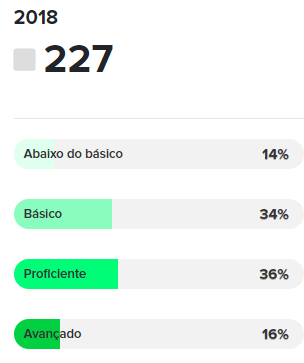 2018
227
Abaixo do básico 14%
Básico 34%
Proficiente 36%
Avançado 16%